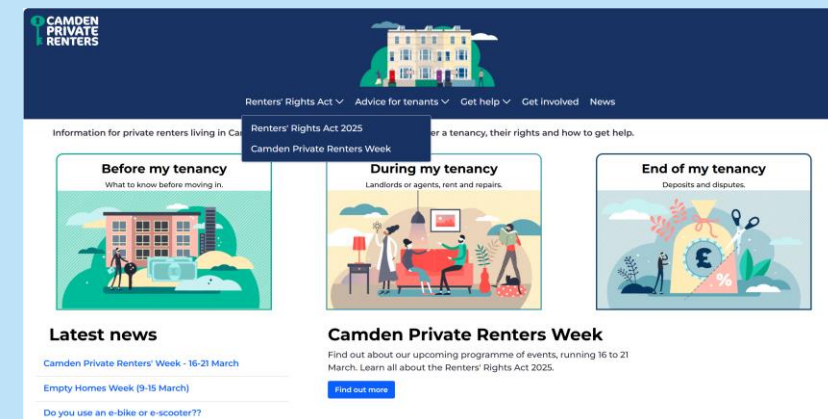 CAMDEN
PRIVATE
RENTERS
Renters' Rights Act
Advice for tenants
Get help
Get involved
News
Renters' Rights Act 2025
Camden Private Renters Week
Information for private renters living in
er a tenancy, their rights and how to get help.
Before my tenancy
What to know before moving in.
During my tenancy
Landlords or agents, rent and repairs.
End of my tenancy
Deposits and disputes.
£
%
Latest news
Camden Private Renters' Week - 16-21 March
Empty Homes Week (9-15 March)
Do you use an e-bike or e-scooter??
Camden Private Renters Week
Find out about our upcoming programme of events, running 16 to 21
March. Learn all about the Renters' Rights Act 2025.
Find out more